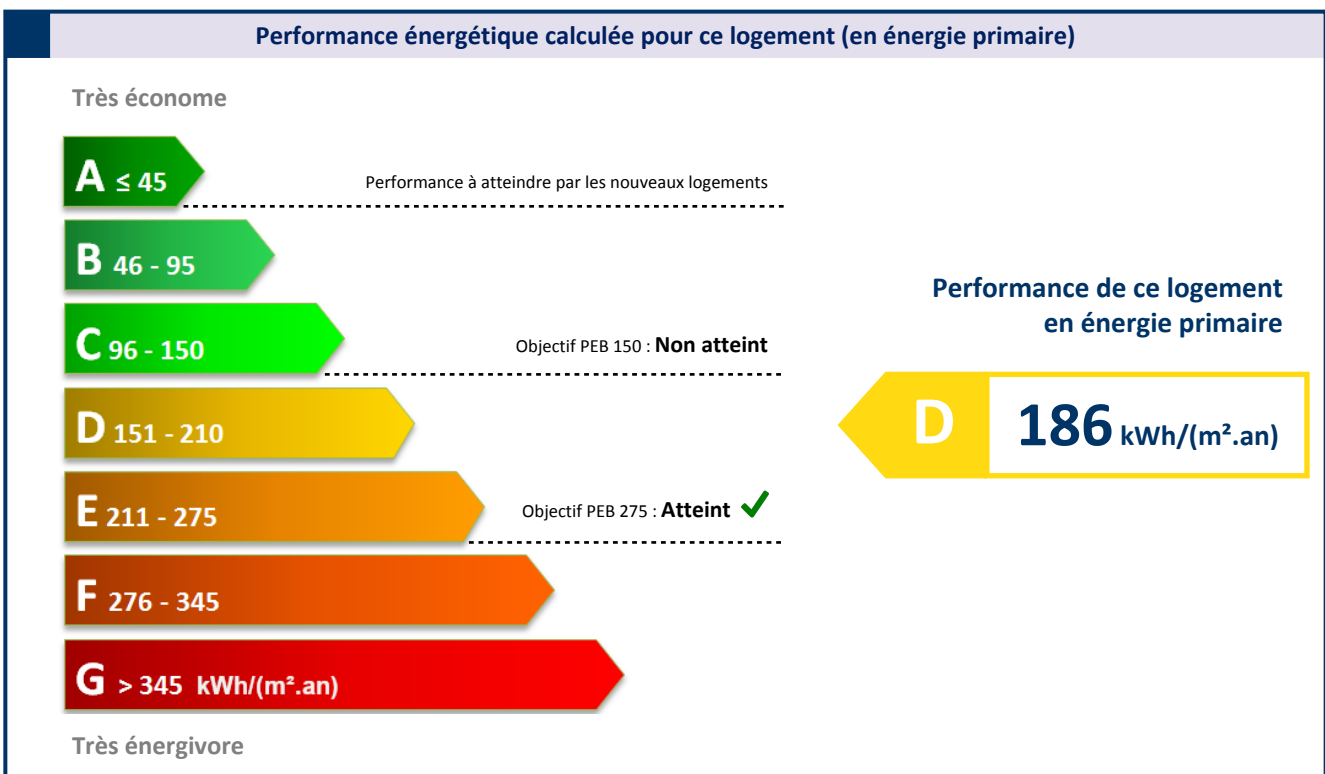 Performance énergétique calculée pour ce logement (en énergie primaire)
Très économe
A ≤ 45
Performance à atteindre par les nouveaux logements
B 46 - 95
C 96 - 150
Objectif PEB 150 : Non atteint
D 151 - 210
E 211 - 275
Objectif PEB 275 : Atteint ✓
F 276 - 345
G > 345 kWh/(m².an)
Très énergivore
Performance de ce logement
en énergie primaire
D 186 kWh/(m².an)